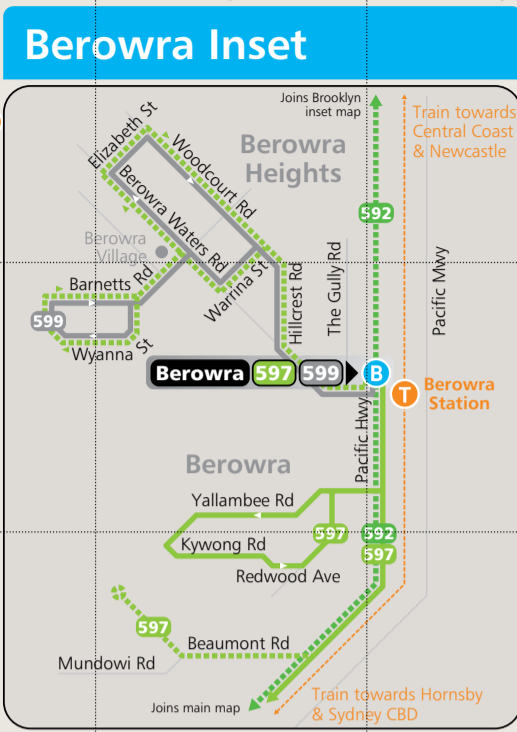 Berowra Inset
Joins Brooklyn
inset map
Train towards
Central Coast
& Newcastle
Elizabeth St
Woodcourt Rd
Berowra
Heights
Berowra Waters Rd
592
Berowra
Village
Warrina St
Hillcrest Rd
The Gully Rd
Pacific Mwy
Barnetts Rd
599
Wyanna St
Berowra 597 599 B
T
Berowra
Station
Pacific Hwy
Berowra
Yallambee Rd
597
592
597
Kywong Rd
Redwood Ave
597
Beaumont Rd
Mundowi Rd
Joins main map
Train towards Hornsby
& Sydney CBD